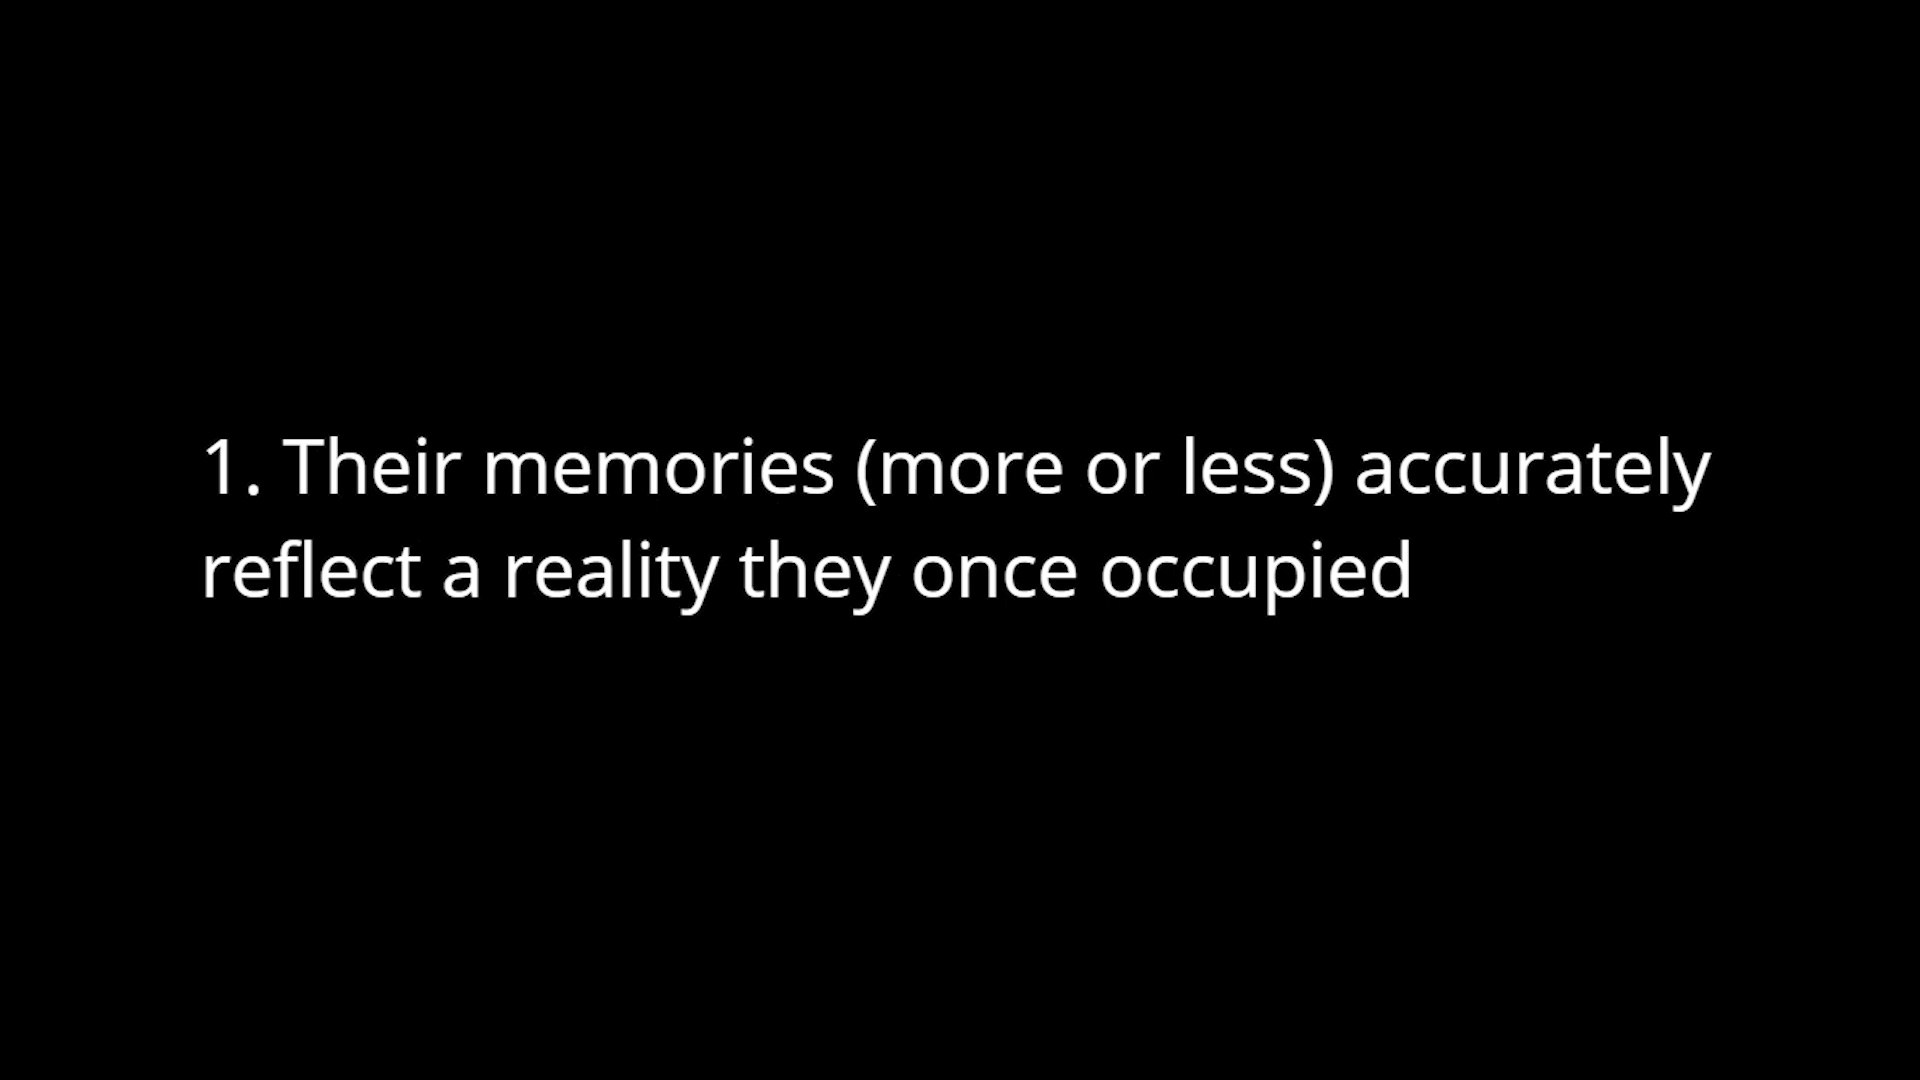 1. Their memories (more or less) accurately
reflect a reality they once occupied